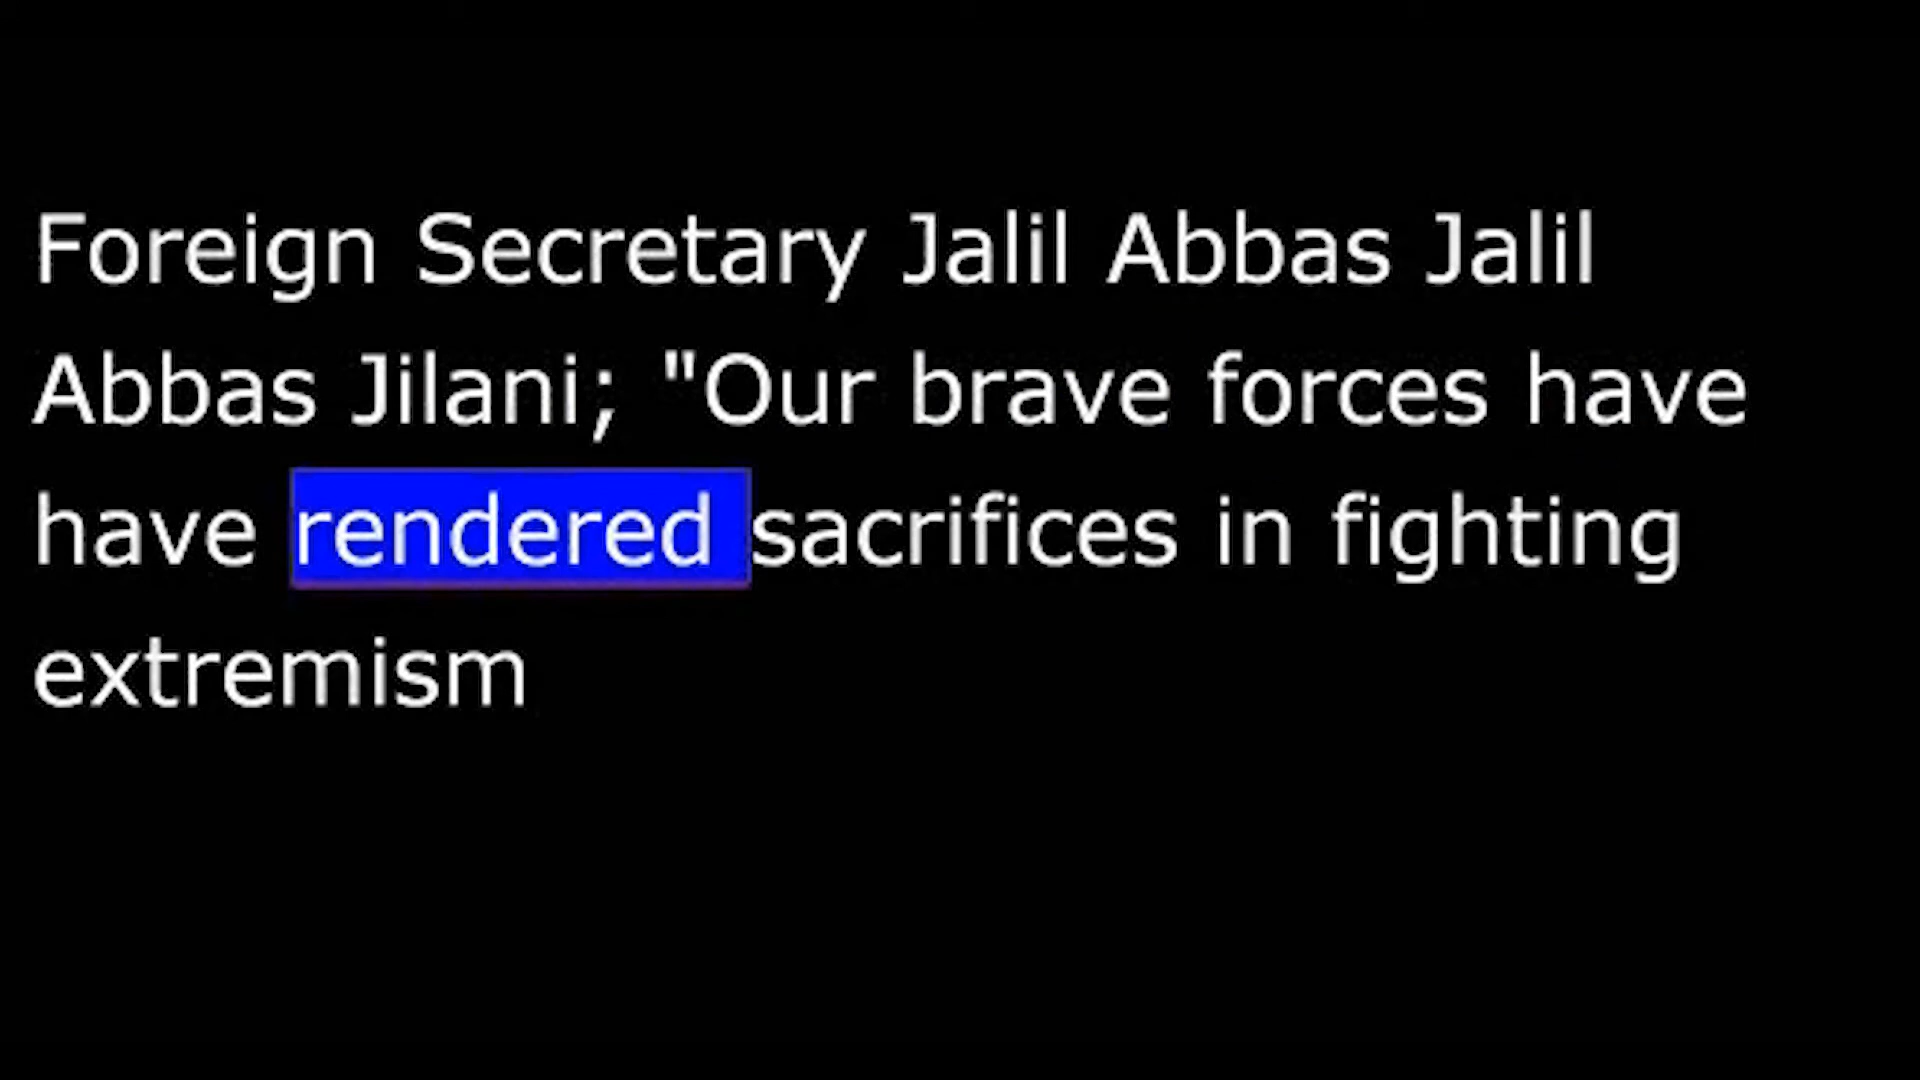 Foreign Secretary Jalil Abbas Jalil
Abbas Jilani; "Our brave forces have
have rendered sacrifices in fighting
extremism